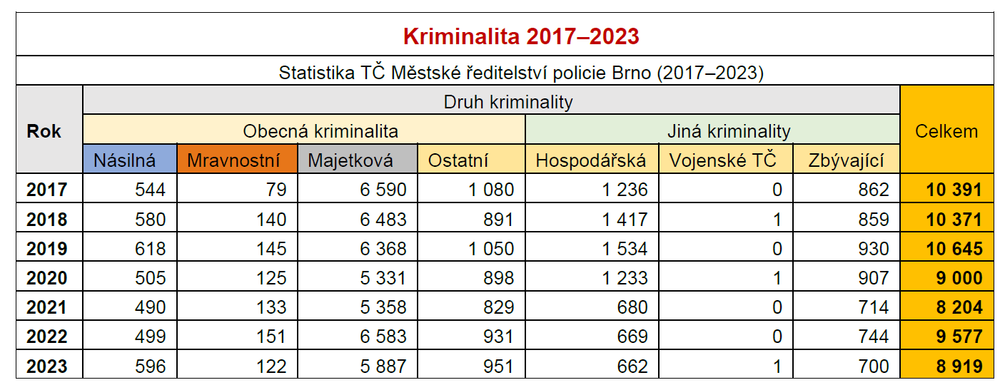 Kriminalita 2017–2023
Statistika TČ Městské ředitelství policie Brno (2017–2023)
Rok Druh kriminality Celkem
Obecná kriminalita Jiná kriminality
Násilná Mravnostní Majetková Ostatní Hospodářská Vojenské TČ Zbývající
2017 544 79 6 590 1 080 1 236 0 862 10 391
2018 580 140 6 483 891 1 417 1 859 10 371
2019 618 145 6 368 1 050 1 534 0 930 10 645
2020 505 125 5 331 898 1 233 1 907 9 000
2021 490 133 5 358 829 680 0 714 8 204
2022 499 151 6 583 931 669 0 744 9 577
2023 596 122 5 887 951 662 1 700 8 919